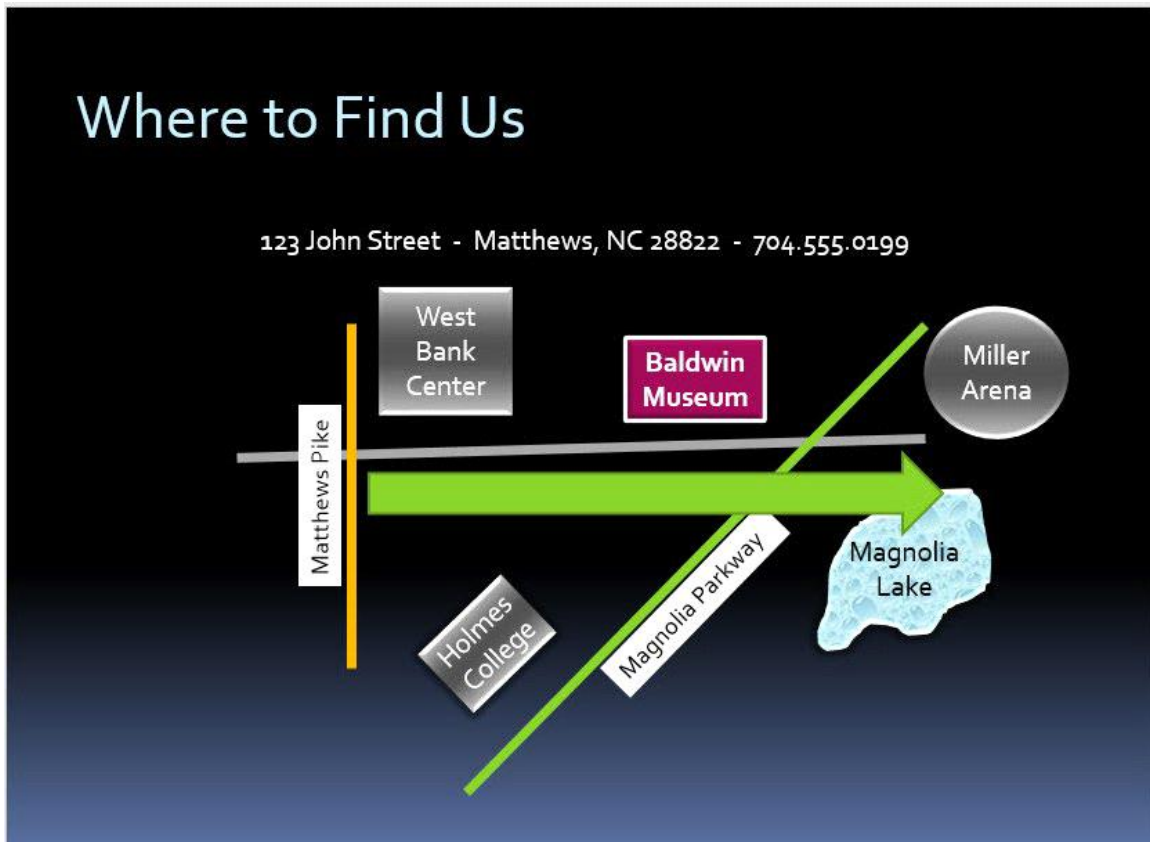 Where to Find Us
123 John Street - Matthews, NC 28822 - 704.555.0199
West
Bank
Center
Baldwin
Museum
Miller
Arena
Matthews Pike
Magnolia
Lake
Magnolia Parkway
Holmes
College